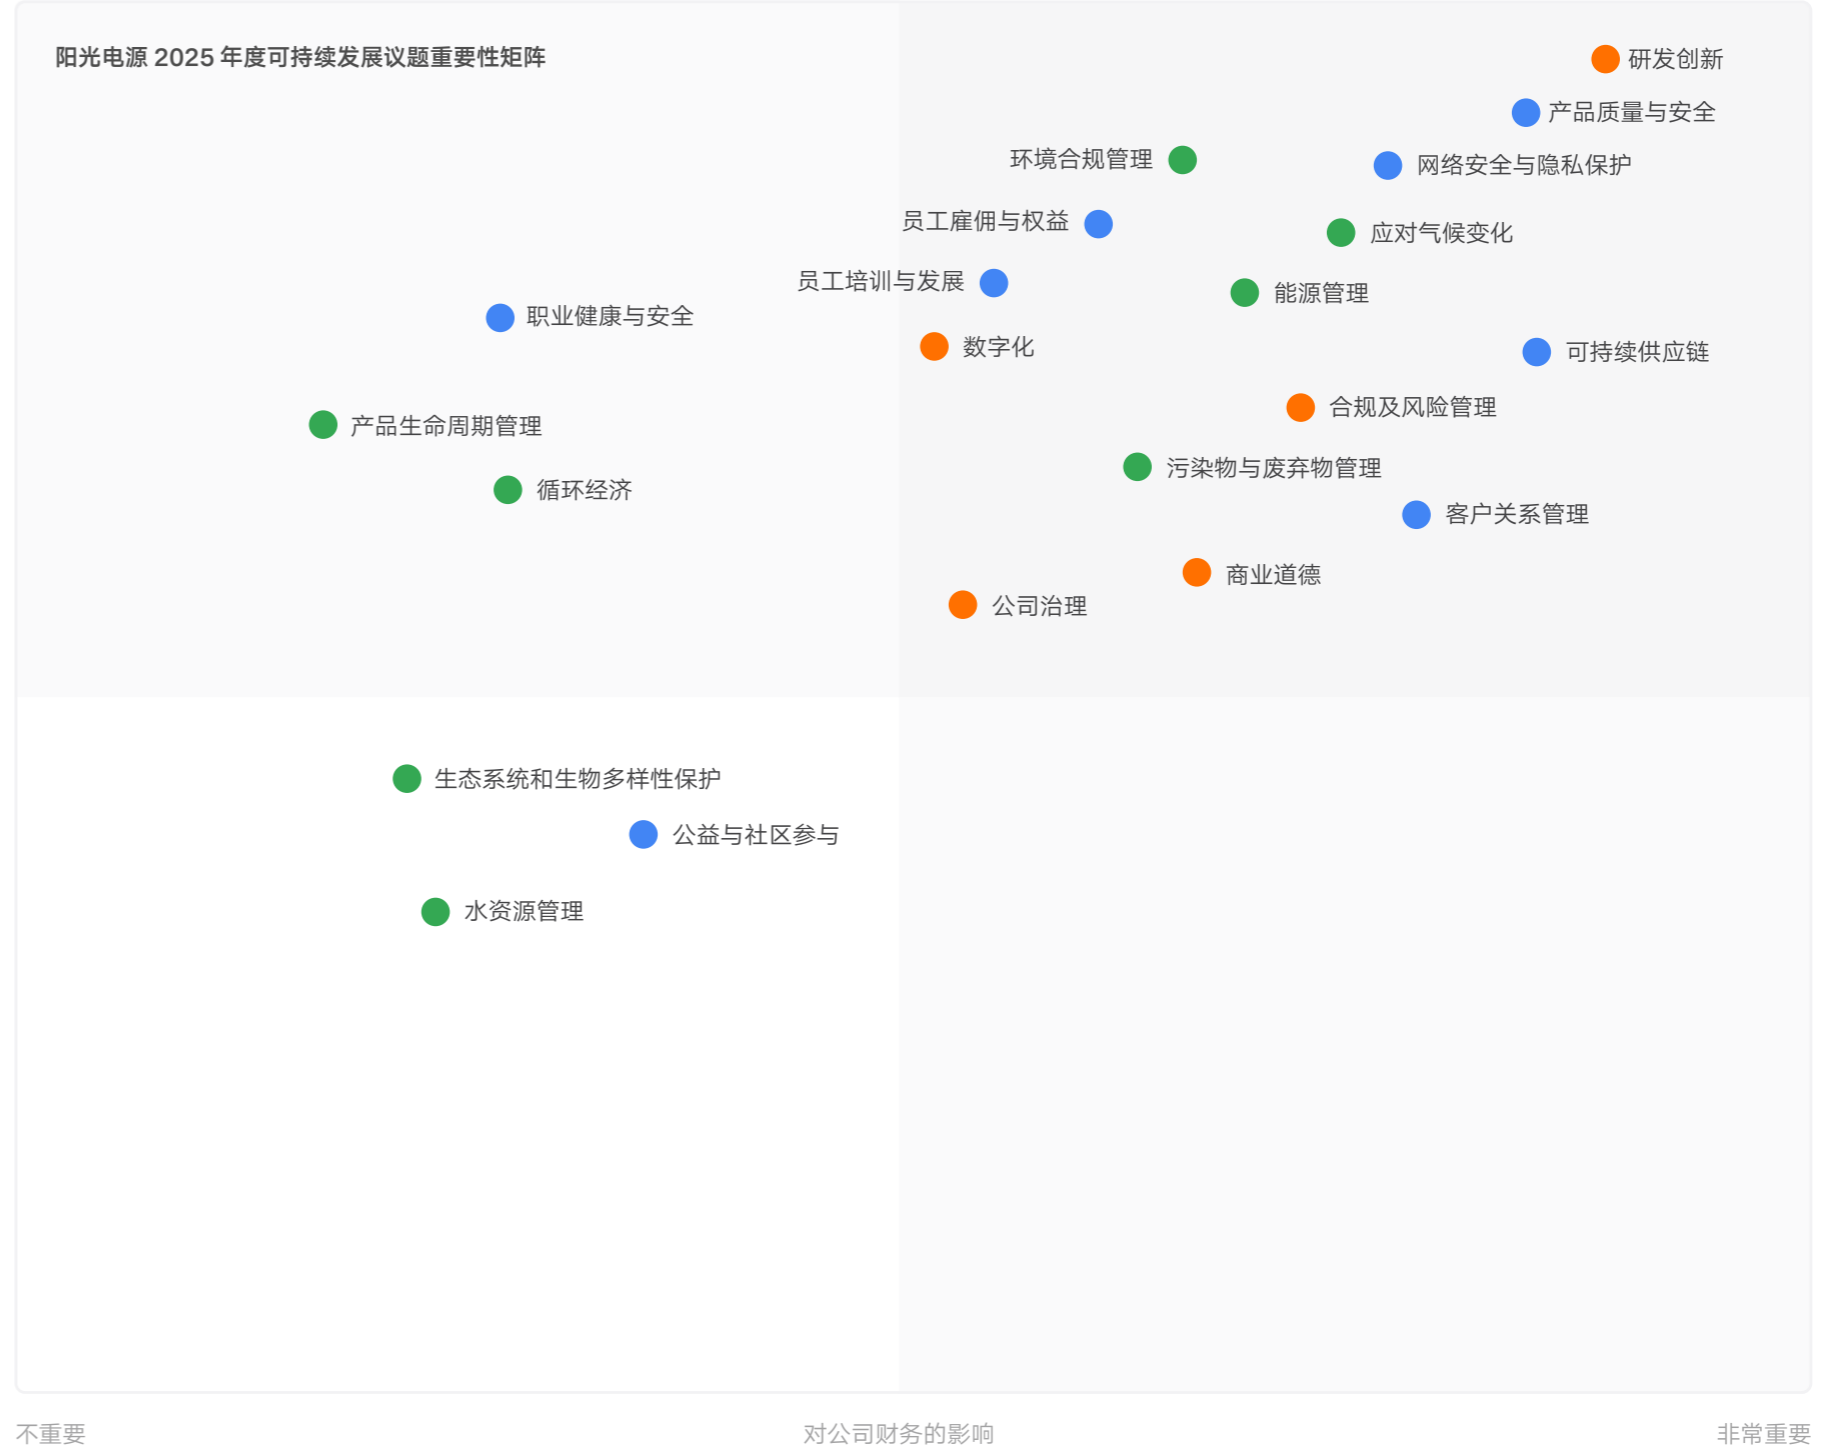 阳光电源 2025 年度可持续发展议题重要性矩阵
研发创新
产品质量与安全
环境合规管理
网络安全与隐私保护
员工雇佣与权益
应对气候变化
员工培训与发展
能源管理
职业健康与安全
数字化
可持续供应链
合规及风险管理
产品生命周期管理
污染物与废弃物管理
循环经济
客户关系管理
商业道德
公司治理
生态系统和生物多样性保护
公益与社区参与
水资源管理
不重要
对公司财务的影响
非常重要